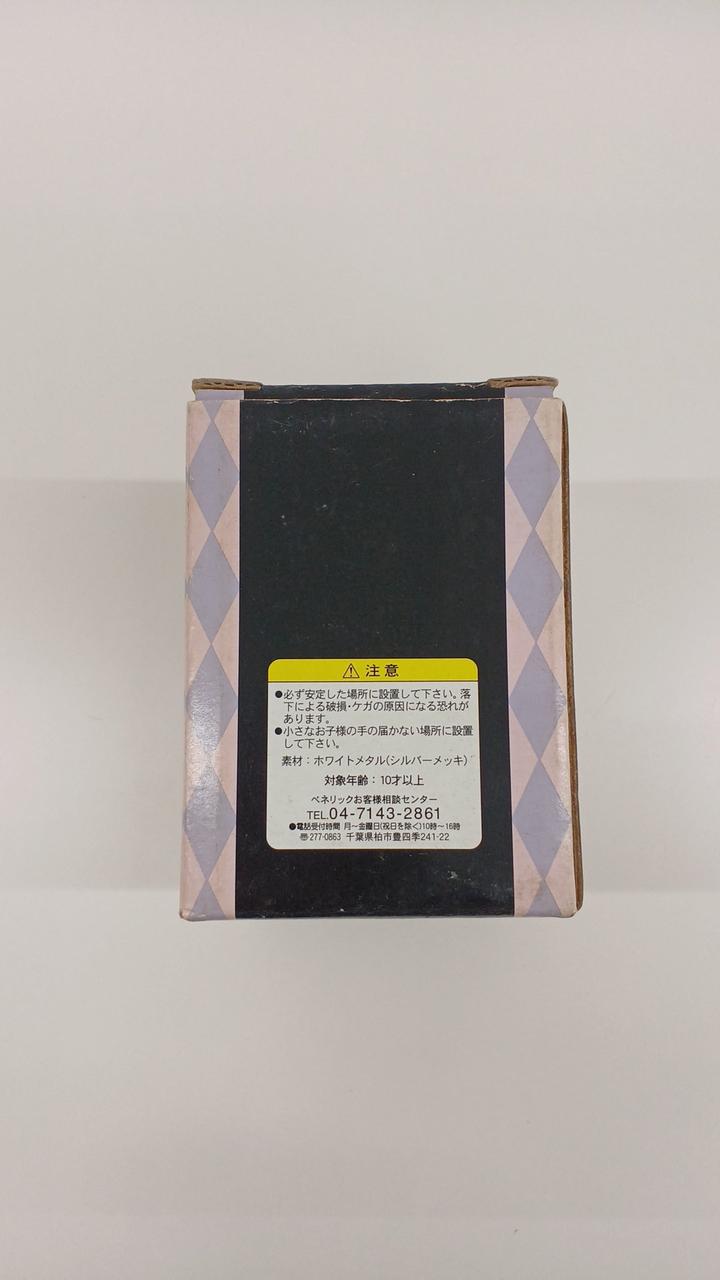 ⚠ 注意
●必ず安定した場所に設置して下さい。落
下による破損・ケガの原因になる恐れが
あります。
●小さなお子様の手の届かない場所に設置
して下さい。
素材：ホワイトメタル(シルバーメッキ)
対象年齢：10才以上
ベネリックお客様相談センター
TEL.04-7143-2861
●電話受付時間 月〜金曜日(祝日を除く)10時〜16時
〠277-0863 千葉県柏市豊四季241-22